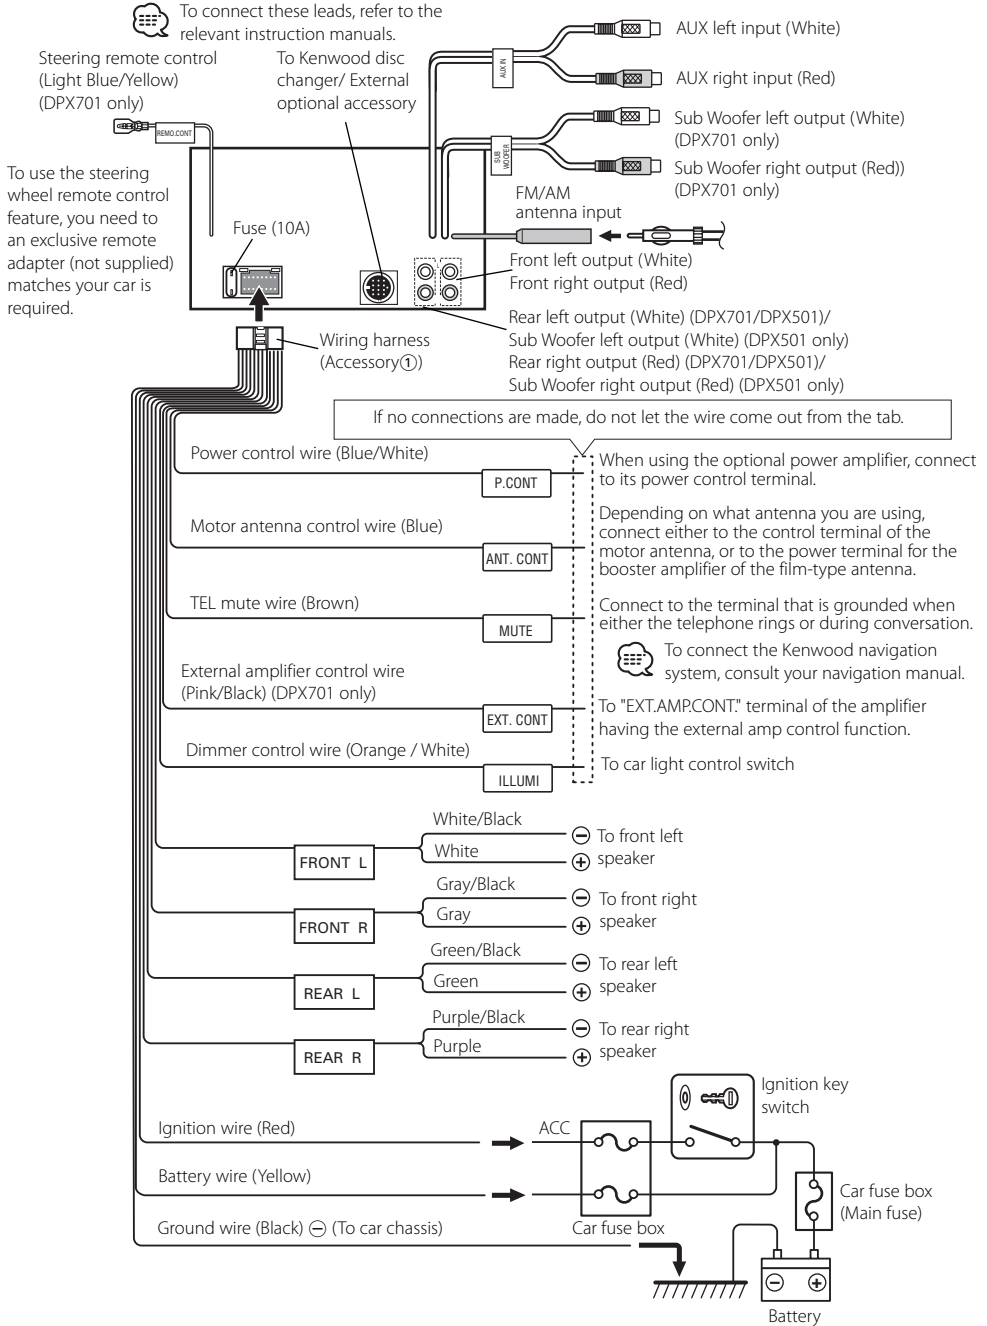 To connect these leads, refer to the
relevant instruction manuals.
Steering remote control
(Light Blue/Yellow)
(DPX701 only)
To Kenwood disc
changer/ External
optional accessory
AUX IN
AUX left input (White)
AUX right input (Red)
REMO.CONT
SUB
WOOFER
Sub Woofer left output (White)
(DPX701 only)
Sub Woofer right output (Red))
(DPX701 only)
To use the steering
wheel remote control
feature, you need to
an exclusive remote
adapter (not supplied)
matches your car is
required.
FM/AM
antenna input
Fuse (10A)
Front left output (White)
Front right output (Red)
Rear left output (White) (DPX701/DPX501)/
Sub Woofer left output (White) (DPX501 only)
Rear right output (Red) (DPX701/DPX501)/
Sub Woofer right output (Red) (DPX501 only)
Wiring harness
(Accessory①)
If no connections are made, do not let the wire come out from the tab.
Power control wire (Blue/White)
P.CONT
When using the optional power amplifier, connect
to its power control terminal.
Motor antenna control wire (Blue)
ANT. CONT
Depending on what antenna you are using,
connect either to the control terminal of the
motor antenna, or to the power terminal for the
booster amplifier of the film-type antenna.
TEL mute wire (Brown)
MUTE
Connect to the terminal that is grounded when
either the telephone rings or during conversation.
To connect the Kenwood navigation
system, consult your navigation manual.
External amplifier control wire
(Pink/Black) (DPX701 only)
EXT. CONT
To "EXT.AMP.CONT." terminal of the amplifier
having the external amp control function.
Dimmer control wire (Orange / White)
ILLUMI
To car light control switch
FRONT L
White/Black
White
⊖ To front left
⊕ speaker
FRONT R
Gray/Black
Gray
⊖ To front right
⊕ speaker
REAR L
Green/Black
Green
⊖ To rear left
⊕ speaker
REAR R
Purple/Black
Purple
⊖ To rear right
⊕ speaker
Ignition key
switch
Ignition wire (Red)
ACC
Battery wire (Yellow)
Car fuse box
(Main fuse)
Ground wire (Black) ⊖ (To car chassis)
Car fuse box
⊖ ⊕
Battery